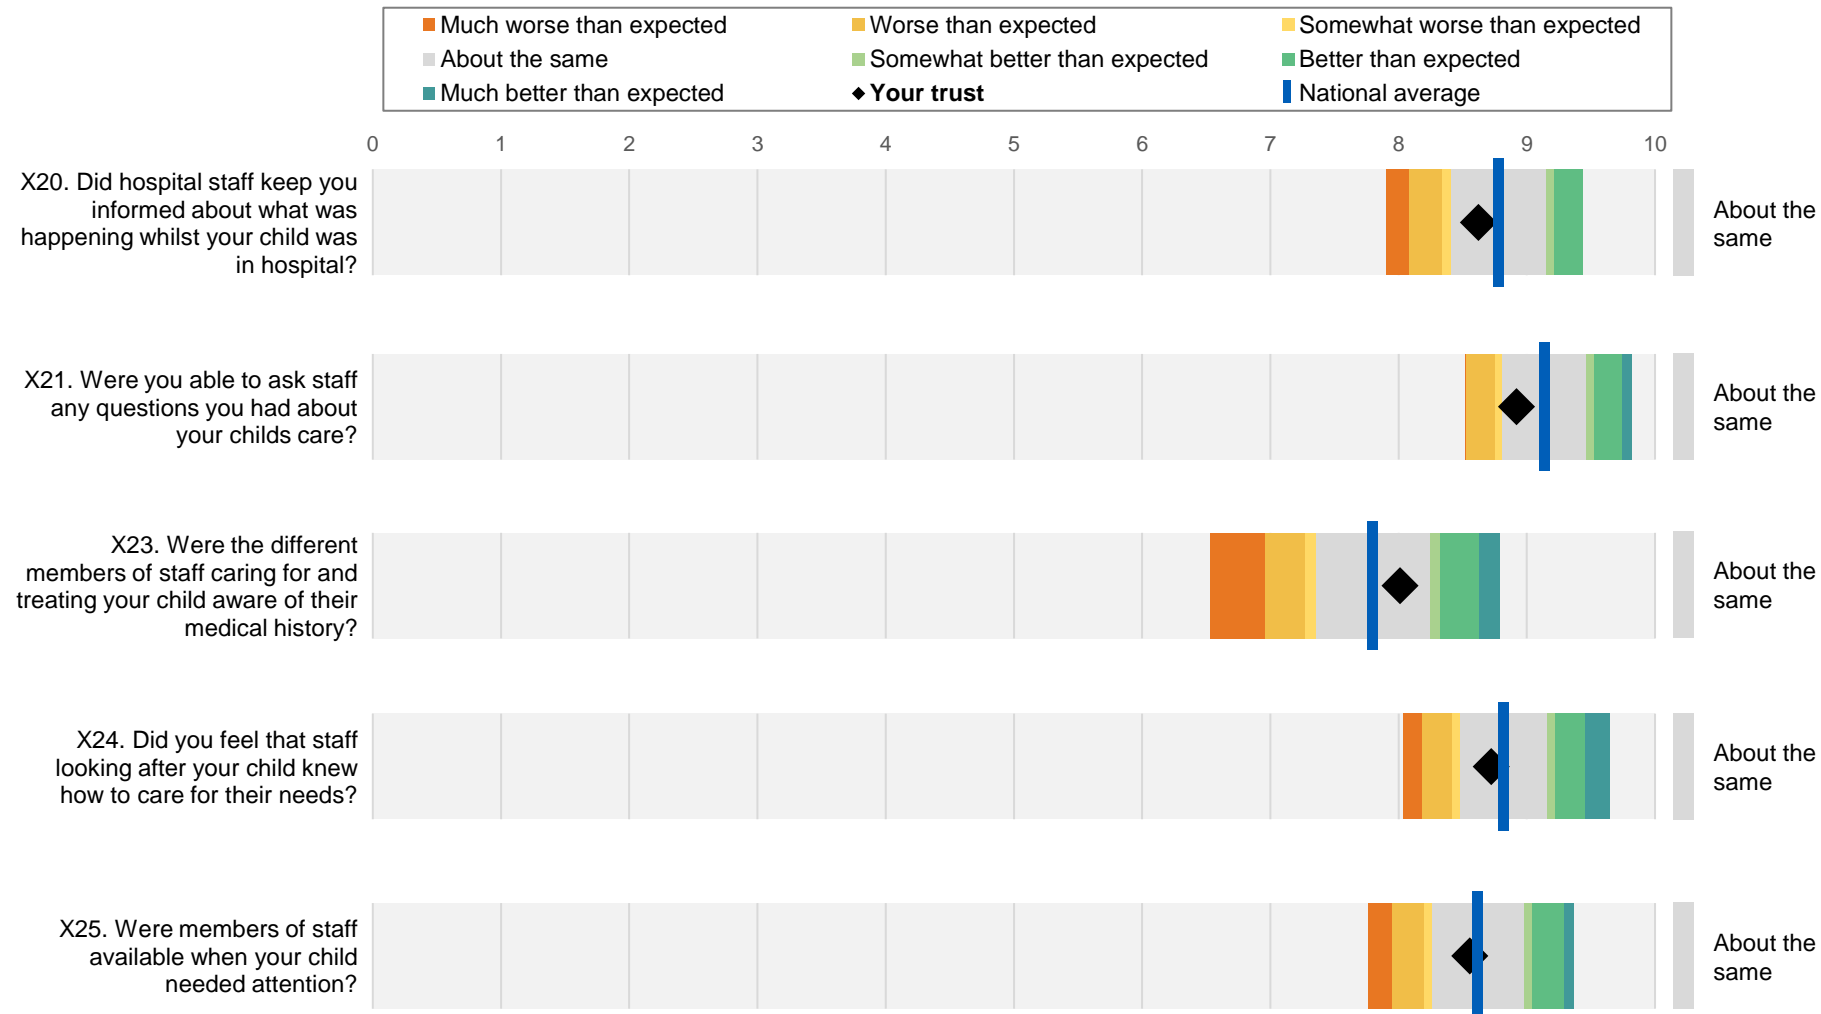 Much worse than expected
Worse than expected
Somewhat worse than expected
About the same
Somewhat better than expected
Better than expected
Much better than expected
Your trust
National average
0 1 2 3 4 5 6 7 8 9 10
X20. Did hospital staff keep you
informed about what was
happening whilst your child was
in hospital?
About the
same
X21. Were you able to ask staff
any questions you had about
your childs care?
About the
same
X23. Were the different
members of staff caring for and
treating your child aware of their
medical history?
About the
same
X24. Did you feel that staff
looking after your child knew
how to care for their needs?
About the
same
X25. Were members of staff
available when your child
needed attention?
About the
same